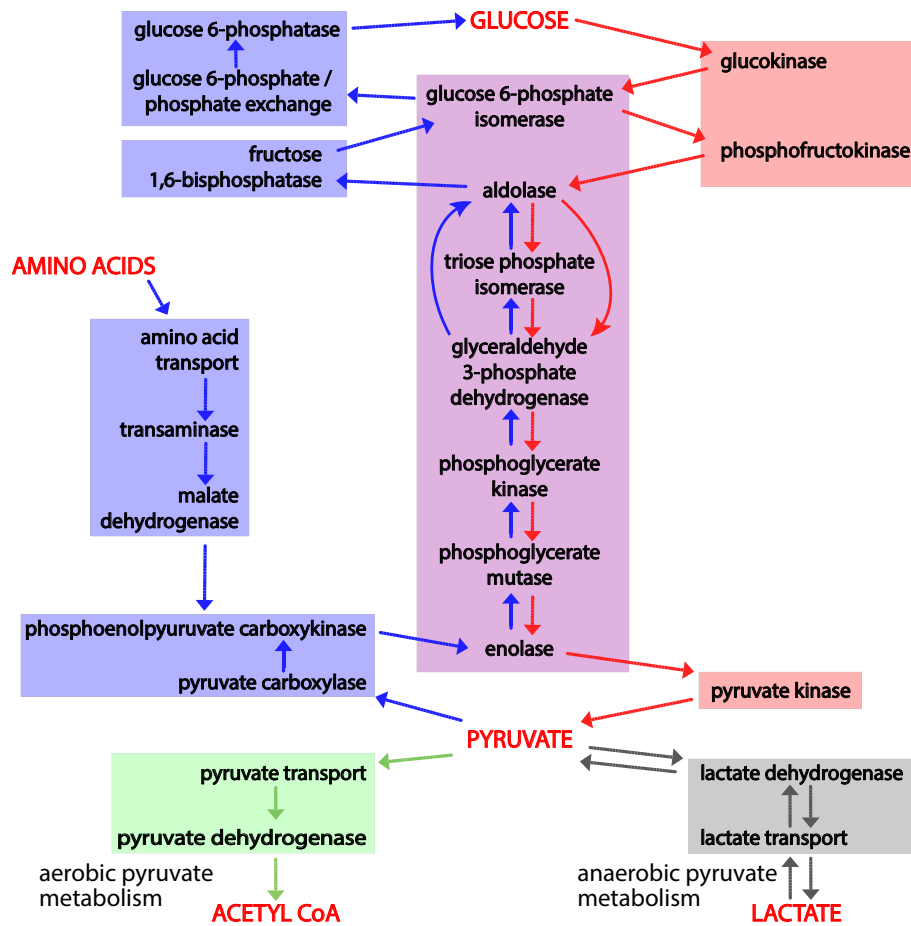 glucose 6-phosphatase
GLUCOSE
glucokinase
glucose 6-phosphate /
phosphate exchange
glucose 6-phosphate
isomerase
fructose
1,6-bisphosphatase
phosphofructokinase
aldolase
AMINO ACIDS
triose phosphate
isomerase
amino acid
transport
glyceraldehyde
3-phosphate
dehydrogenase
transaminase
phosphoglycerate
kinase
malate
dehydrogenase
phosphoglycerate
mutase
phosphoenolpyuruvate carboxykinase
enolase
pyruvate carboxylase
pyruvate kinase
PYRUVATE
pyruvate transport
lactate dehydrogenase
pyruvate dehydrogenase
lactate transport
aerobic pyruvate
metabolism
anaerobic pyruvate
metabolism
ACETYL CoA
LACTATE